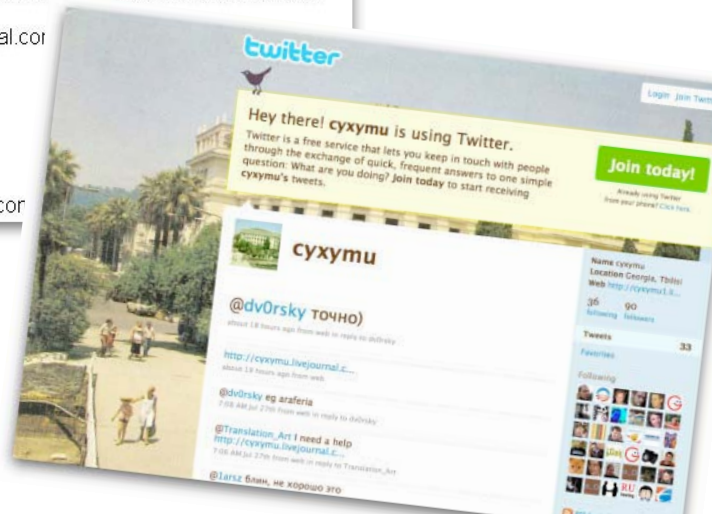 al.cor
cor
twitter
Login Join Twitt
Hey there! cyxymu is using Twitter.
Twitter is a free service that lets you keep in touch with people
through the exchange of quick, frequent answers to one simple
question: What are you doing? Join today to start receiving
cyxymu's tweets.
Join today!
Already using Twitter
from your phone? Click here.
cyxymu
@dv0rsky точно)
about 18 hours ago from web in reply to dv0rsky
http://cyxymu.livejournal.c...
about 18 hours ago from web
@dv0rsky eg araferia
7:08 AM Jul 27th from web in reply to dv0rsky
@Translation_Art I need a help
http://cyxymu.livejournal.c...
7:05 AM Jul 27th from web in reply to Translation_Art
@1arsz блин, не хорошо это
Name cyxymu
Location Georgia, Tbilisi
Web http://cyxymu1.li...
36 90
following followers
Tweets 33
Favorites
Following
RU